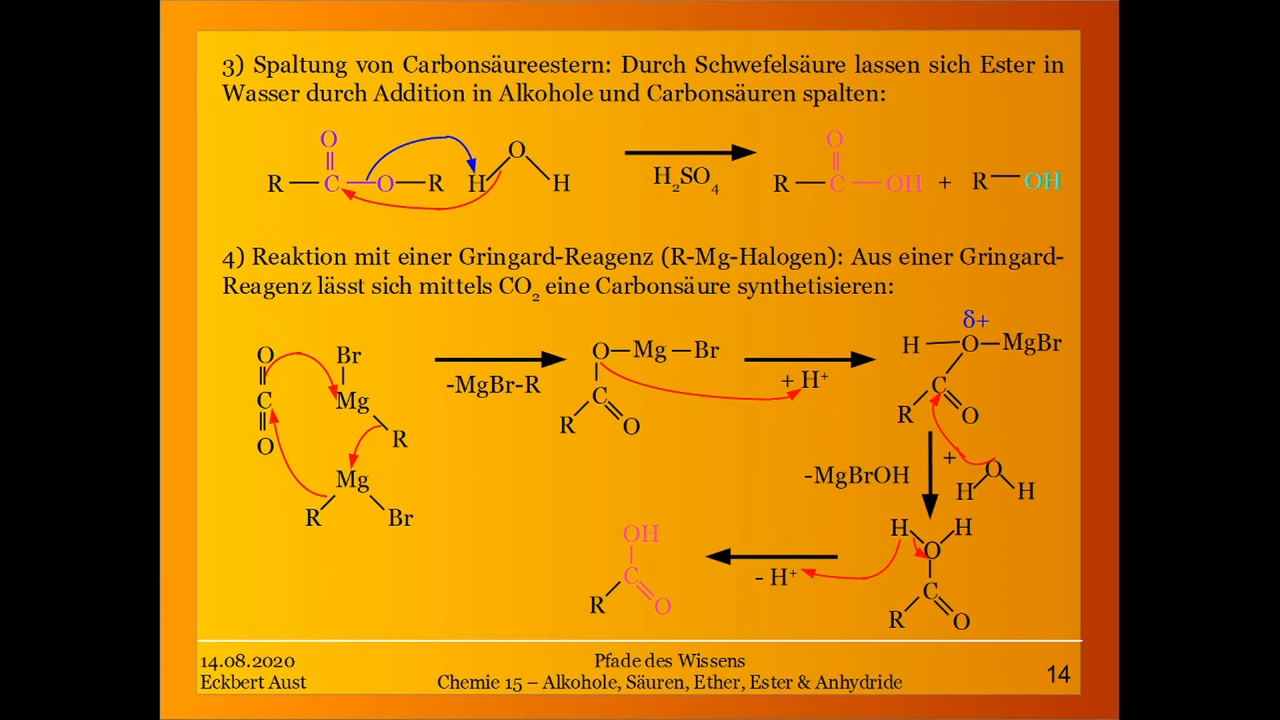 3) Spaltung von Carbonsäureestern: Durch Schwefelsäure lassen sich Ester in
Wasser durch Addition in Alkohole und Carbonsäuren spalten:
O
O
O
R C O R H H
H₂SO₄
R C OH + R OH
4) Reaktion mit einer Gringard-Reagenz (R-Mg-Halogen): Aus einer Gringard-
Reagenz lässt sich mittels CO₂ eine Carbonsäure synthetisieren:
δ+
O Br
O Mg Br
H O MgBr
-MgBr-R
+ H⁺
C Mg
C
C
O R
R O
R O
Mg
-MgBrOH
+
O
R Br
H H
OH
H H
O
C
- H⁺
C
R O
R O
14.08.2020
Pfade des Wissens
Eckbert Aust
Chemie 15 – Alkohole, Säuren, Ether, Ester & Anhydride
14